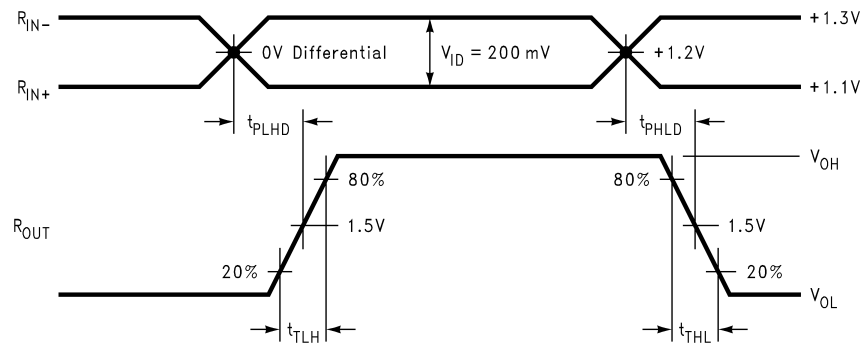 R_IN- +1.3V
0V Differential V_ID = 200 mV +1.2V
R_IN+ +1.1V
t_PLHD t_PHLD
V_OH
80% 80%
R_OUT 1.5V 1.5V
20% 20%
V_OL
t_TLH t_THL